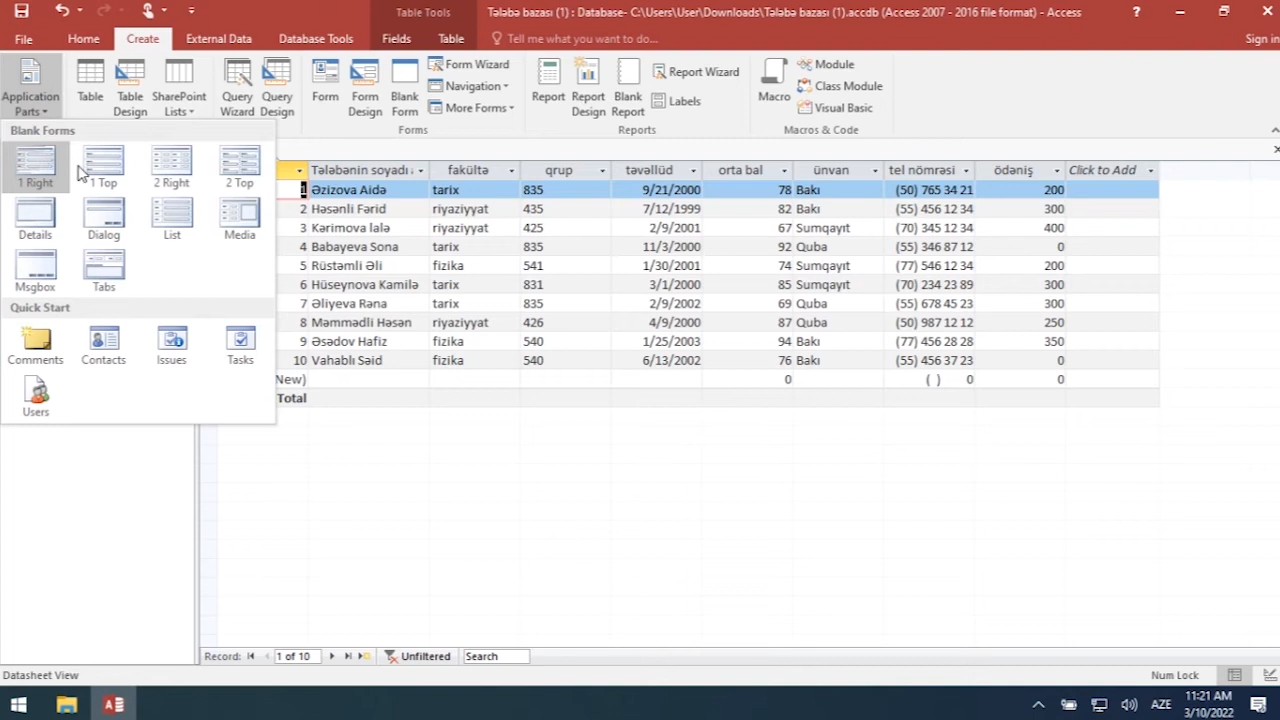 Table Tools
Tələbə bazası (1) : Database- C:\Users\User\Downloads\Tələbə bazası (1).accdb (Access 2007 - 2016 file format) - Access
?
File Home Create External Data Database Tools Fields Table Tell me what you want to do... Sign in
Application Parts
Table
Table Design
SharePoint Lists
Query Wizard
Query Design
Form
Form Design
Blank Form
Form Wizard
Navigation
More Forms
Forms
Report
Report Design
Blank Report
Report Wizard
Labels
Reports
Macro
Module
Class Module
Visual Basic
Macros & Code
Blank Forms
1 Right 1 Top 2 Right 2 Top
Details Dialog List Media
Msgbox Tabs
Quick Start
Comments Contacts Issues Tasks
Users
Tələbənin soyadı fakültə qrup təvəllüd orta bal ünvan tel nömrəsi ödəniş Click to Add
1 Əzizova Aidə tarix 835 9/21/2000 78 Bakı (50) 765 34 21 200
2 Həsənli Fərid riyaziyyat 435 7/12/1999 82 Bakı (55) 456 12 34 300
3 Kərimova lalə riyaziyyat 425 2/9/2001 67 Sumqayıt (70) 345 12 34 400
4 Babayeva Sona tarix 835 11/3/2000 92 Quba (55) 346 87 12 0
5 Rüstəmli Əli fizika 541 1/30/2001 74 Sumqayıt (77) 546 12 34 200
6 Hüseynova Kamilə tarix 831 3/1/2000 85 Sumqayıt (70) 234 23 89 300
7 Əliyeva Rəna tarix 835 2/9/2002 69 Quba (55) 678 45 23 300
8 Məmmədli Həsən riyaziyyat 426 4/9/2000 87 Quba (50) 987 12 12 250
9 Əsədov Hafiz fizika 540 1/25/2003 94 Bakı (77) 456 28 28 350
10 Vahablı Səid fizika 540 6/13/2002 76 Bakı (55) 456 37 23 0
New) 0 ( ) 0 0
Total
Record: 1 of 10 Unfiltered Search
Datasheet View Num Lock
AZE
11:21 AM
3/10/2022